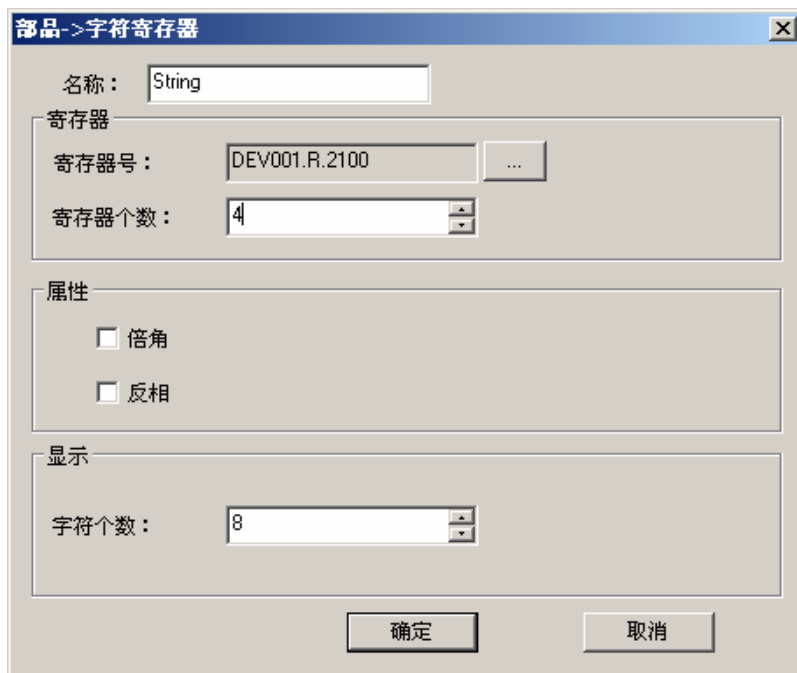 部品->字符寄存器
名称： String
寄存器
寄存器号： DEV001.R.2100 ...
寄存器个数： 4
属性
倍角
反相
显示
字符个数： 8
确定 取消